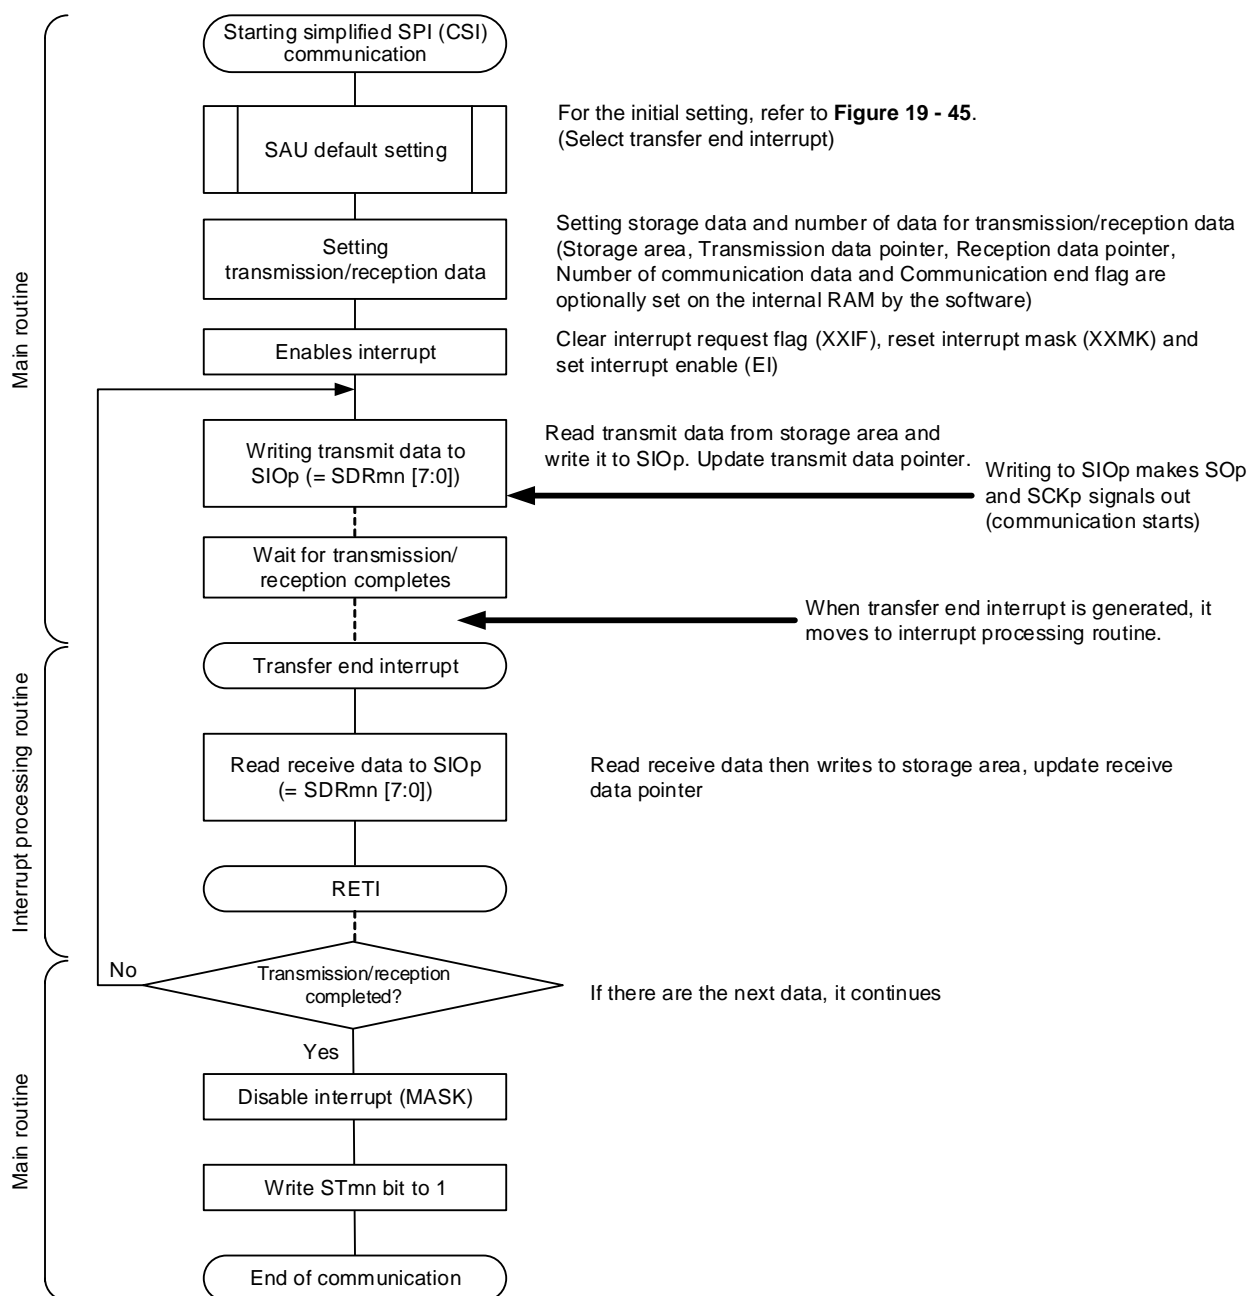 Starting simplified SPI (CSI)
communication
SAU default setting
For the initial setting, refer to Figure 19 - 45.
(Select transfer end interrupt)
Setting
transmission/reception data
Setting storage data and number of data for transmission/reception data
(Storage area, Transmission data pointer, Reception data pointer,
Number of communication data and Communication end flag are
optionally set on the internal RAM by the software)
Main routine
Enables interrupt
Clear interrupt request flag (XXIF), reset interrupt mask (XXMK) and
set interrupt enable (EI)
Writing transmit data to
SIOp (= SDRmn [7:0])
Read transmit data from storage area and
write it to SIOp. Update transmit data pointer.
Writing to SIOp makes SOp
and SCKp signals out
(communication starts)
Wait for transmission/
reception completes
When transfer end interrupt is generated, it
moves to interrupt processing routine.
Transfer end interrupt
Interrupt processing routine
Read receive data to SIOp
(= SDRmn [7:0])
Read receive data then writes to storage area, update receive
data pointer
RETI
No
Transmission/reception
completed?
If there are the next data, it continues
Yes
Main routine
Disable interrupt (MASK)
Write STmn bit to 1
End of communication